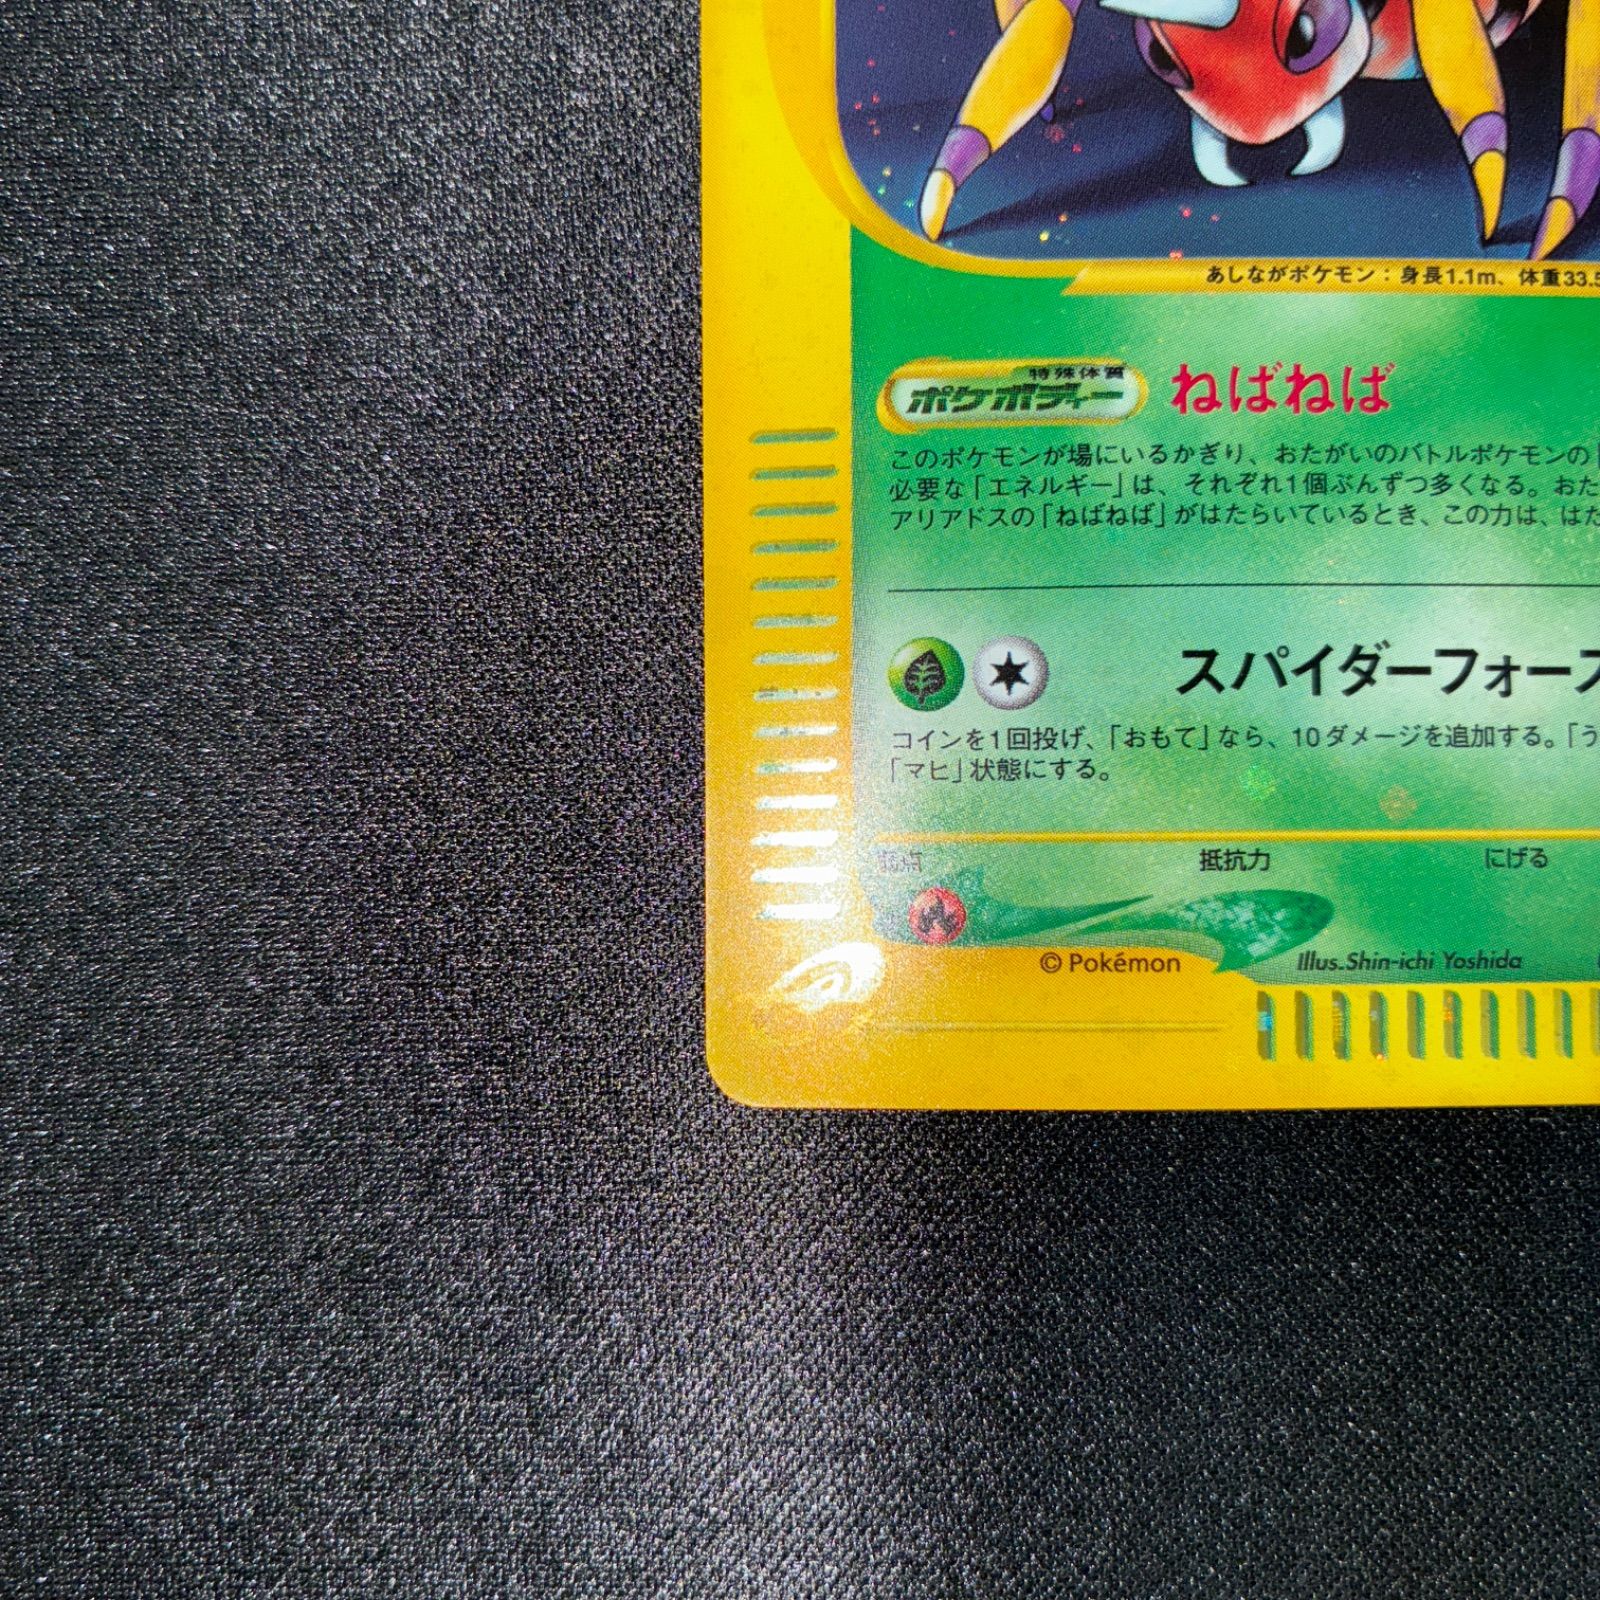 あしながポケモン：身長1.1m、体重33.5
特殊体質
ポケボディー ねばねば
このポケモンが場にいるかぎり、おたがいのバトルポケモンの
必要な「エネルギー」は、それぞれ1個ぶんずつ多くなる。おた
アリアドスの「ねばねば」がはたらいているとき、この力は、はた
スパイダーフォース
コインを1回投げ、「おもて」なら、10ダメージを追加する。「う
「マヒ」状態にする。
弱点 抵抗力 にげる
© Pokémon Illus.Shin-ichi Yoshida